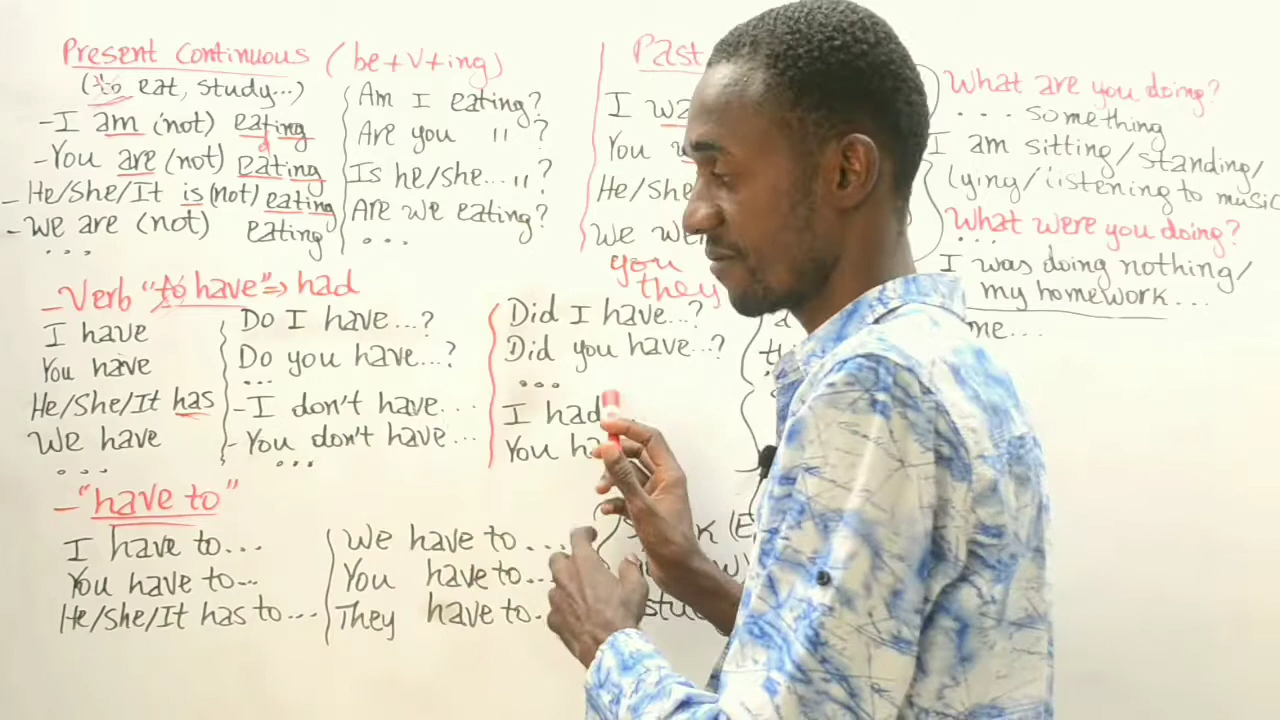 Present Continuous (be+V+ing)
(to eat, study...)
- I am (not) eating
- You are (not) eating
- He/She/It is (not) eating
- We are (not) eating
...
Am I eating?
Are you " ?
Is he/she... " ?
Are we eating?
...
Past
I
You
He/She
We
you
they
What are you doing?
... something
I am sitting/standing/
lying/listening to music
What were you doing?
...
I was doing nothing/
my homework...
me...
- Verb "to have" => had
I have
You have
He/She/It has
We have
...
Do I have...?
Do you have...?
...
- I don't have...
- You don't have...
...
Did I have...?
Did you have...?
...
I had
You
- "have to"
I have to...
You have to...
He/She/It has to...
We have to...
You have to...
They have to.